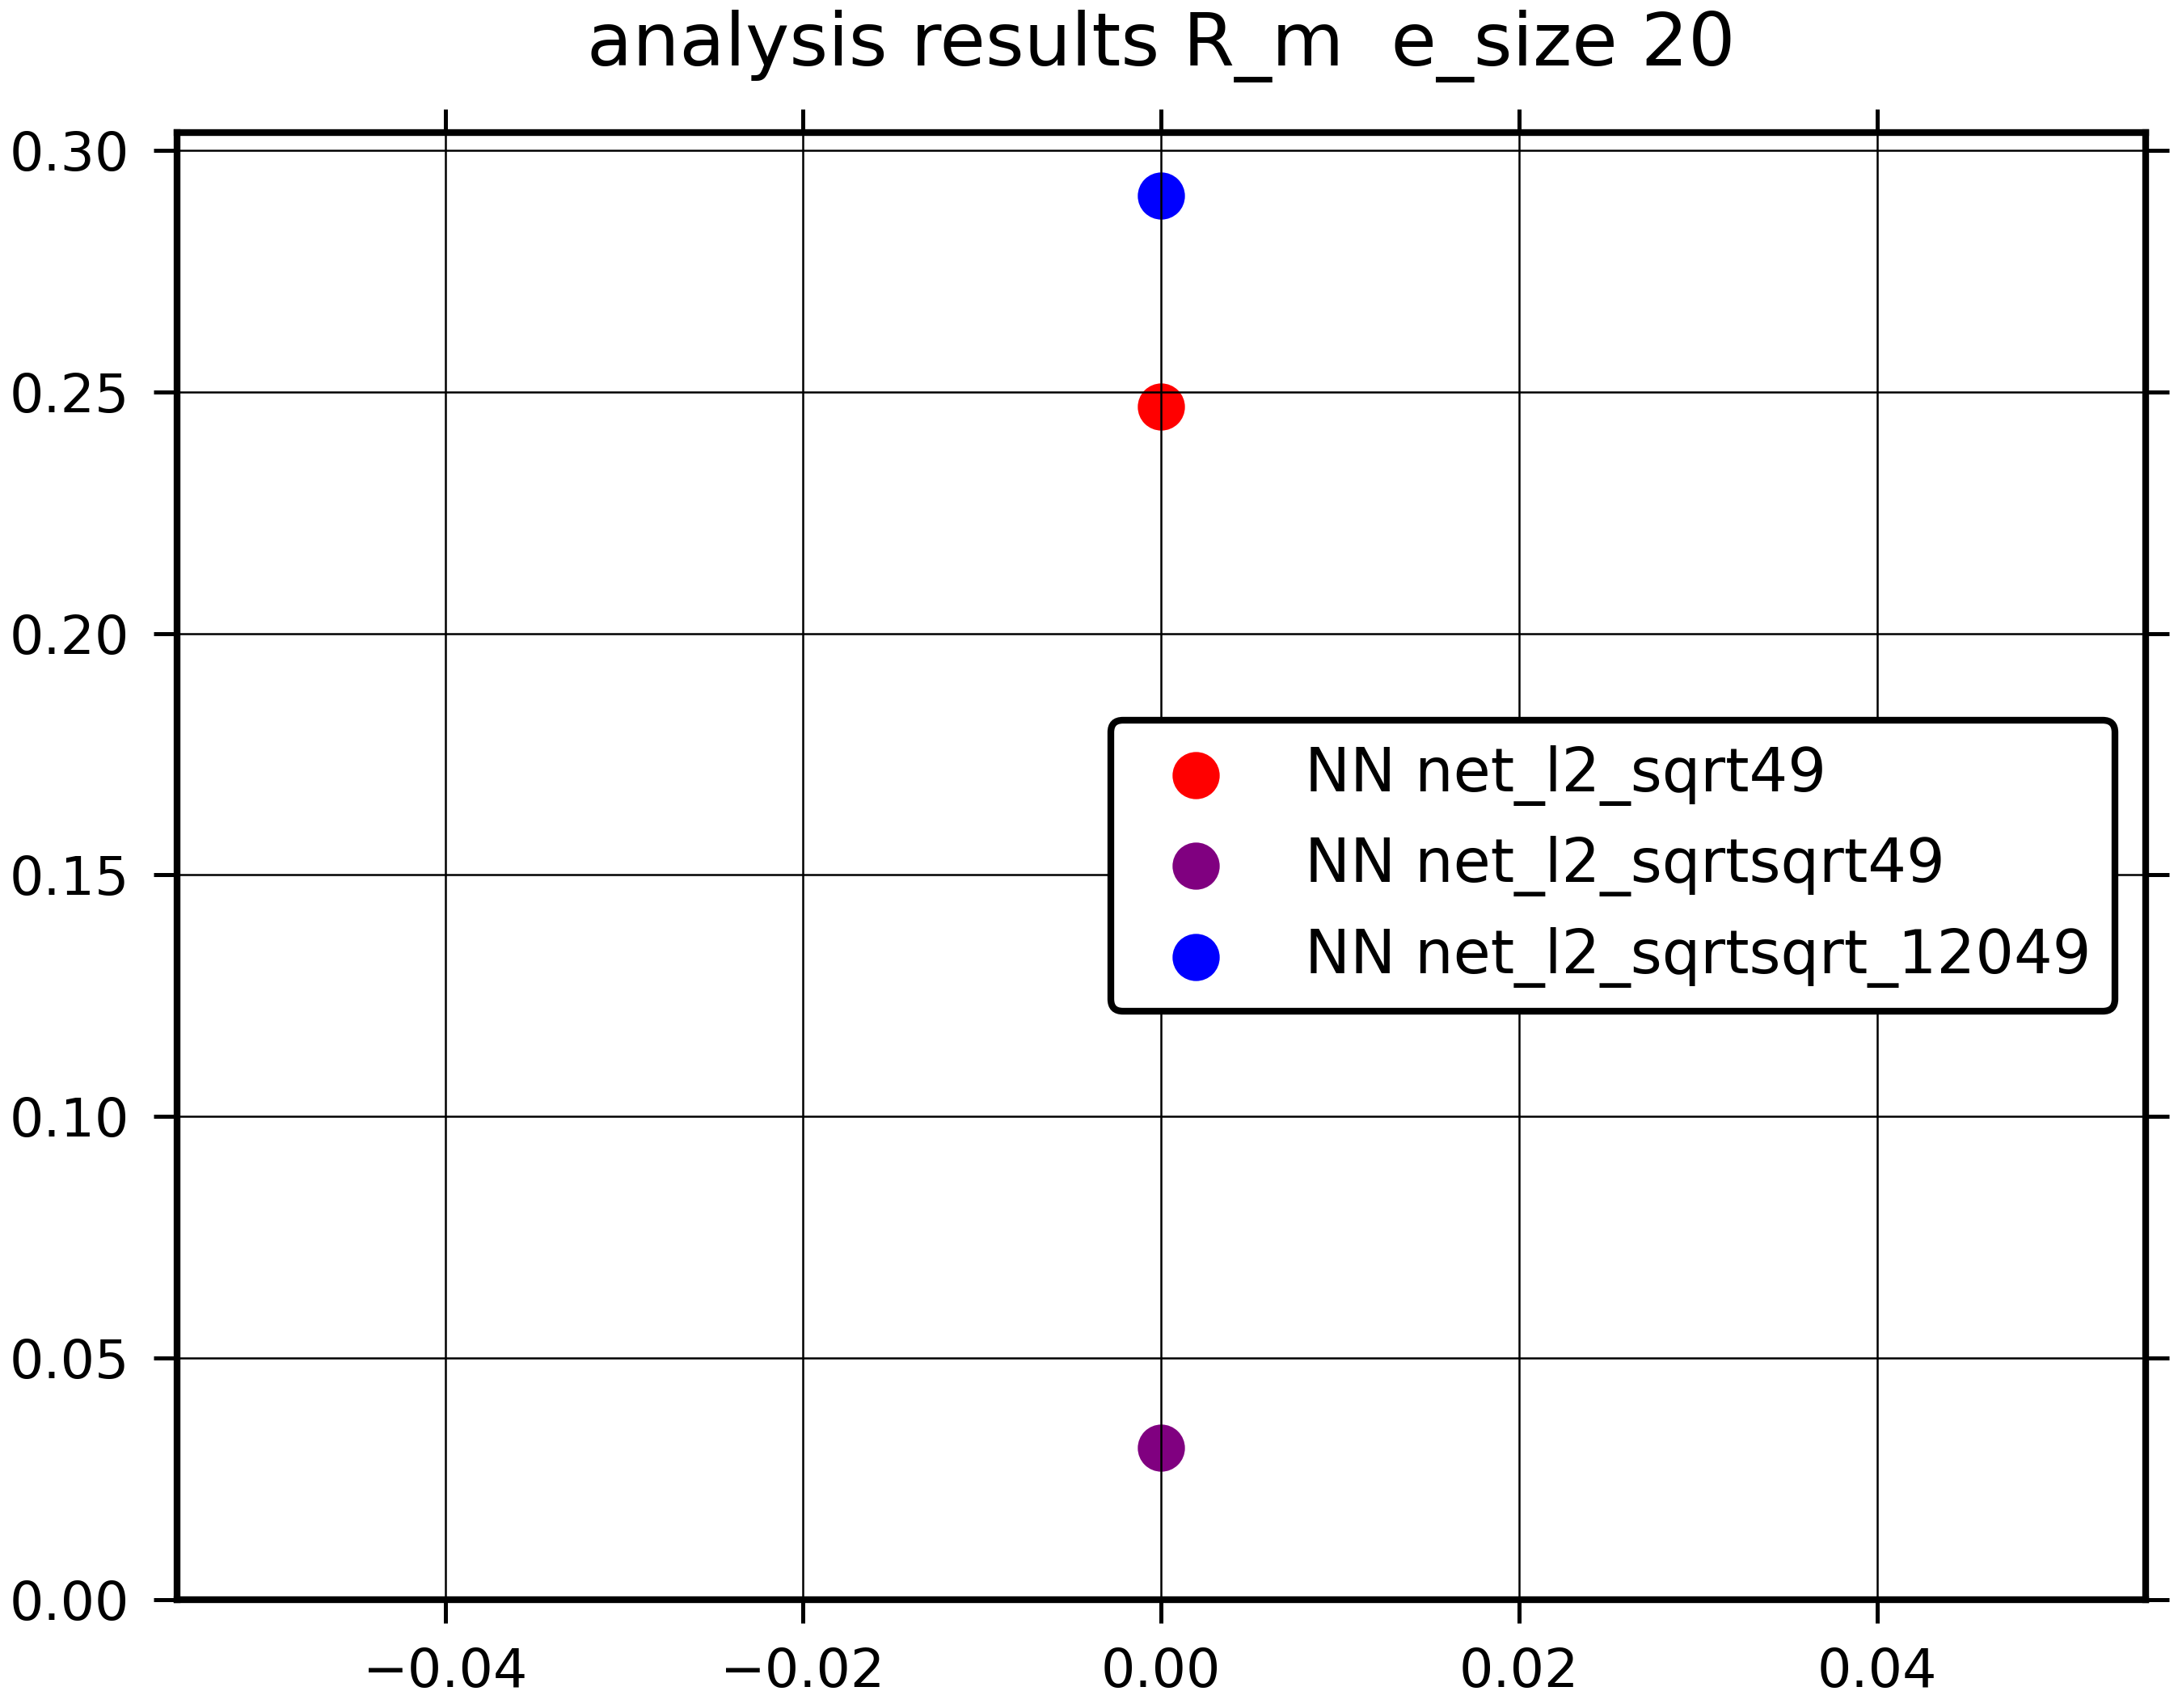 analysis results R_m  e_size 20
0.30
0.25
0.20
0.15
0.10
0.05
0.00
NN net_l2_sqrt49
NN net_l2_sqrtsqrt49
NN net_l2_sqrtsqrt_12049
−0.04 −0.02 0.00 0.02 0.04